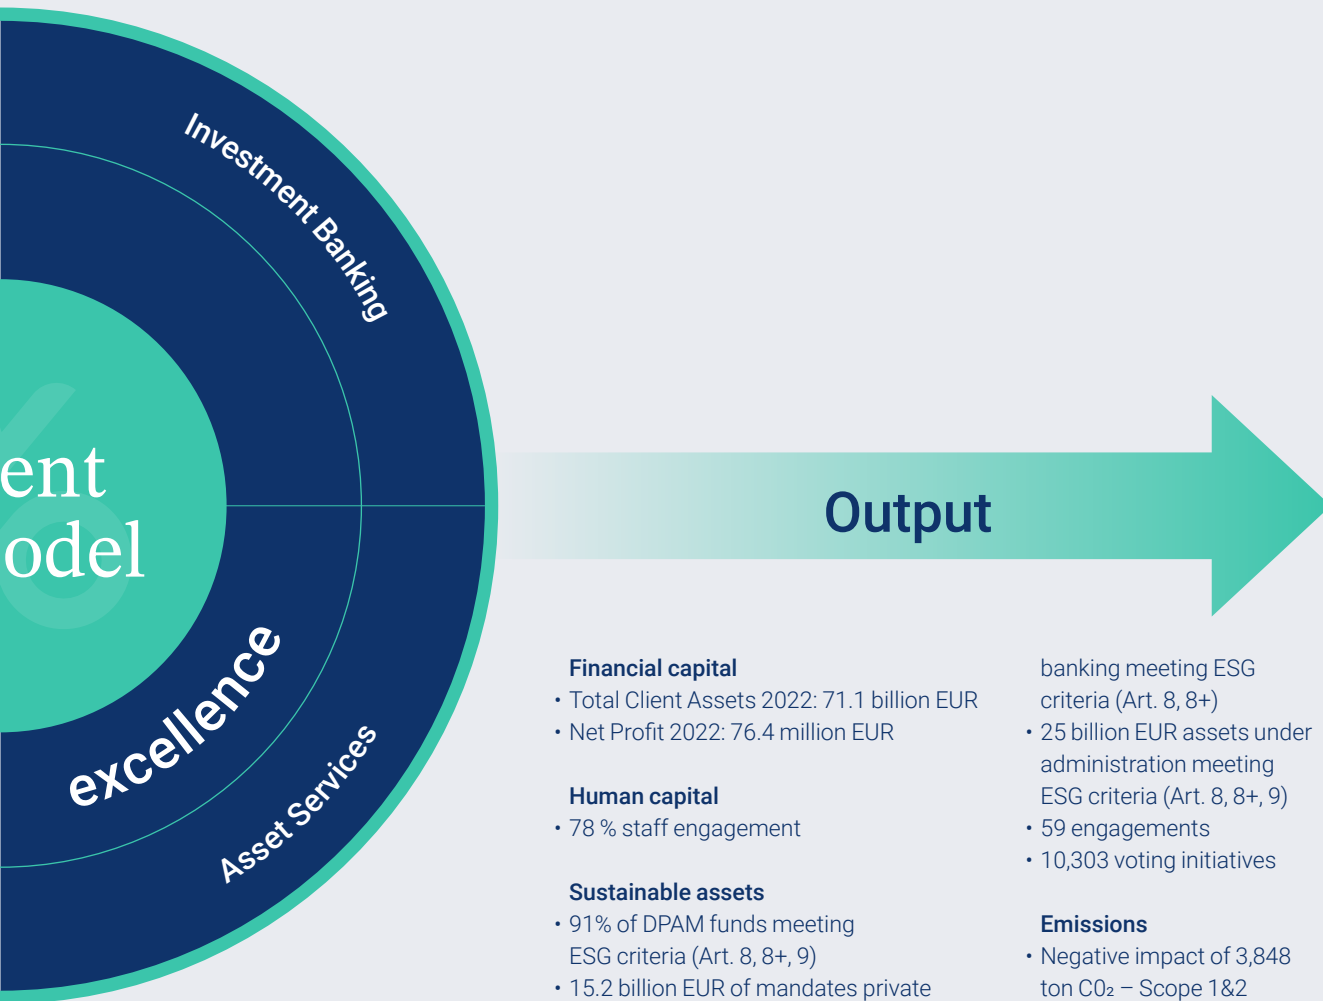 Investment Banking
ent
odel
excellence
Asset Services
Output
Financial capital
• Total Client Assets 2022: 71.1 billion EUR
• Net Profit 2022: 76.4 million EUR
Human capital
• 78 % staff engagement
Sustainable assets
• 91% of DPAM funds meeting
ESG criteria (Art. 8, 8+, 9)
• 15.2 billion EUR of mandates private
banking meeting ESG
criteria (Art. 8, 8+)
• 25 billion EUR assets under
administration meeting
ESG criteria (Art. 8, 8+, 9)
• 59 engagements
• 10,303 voting initiatives
Emissions
• Negative impact of 3,848
ton C0₂ – Scope 1&2